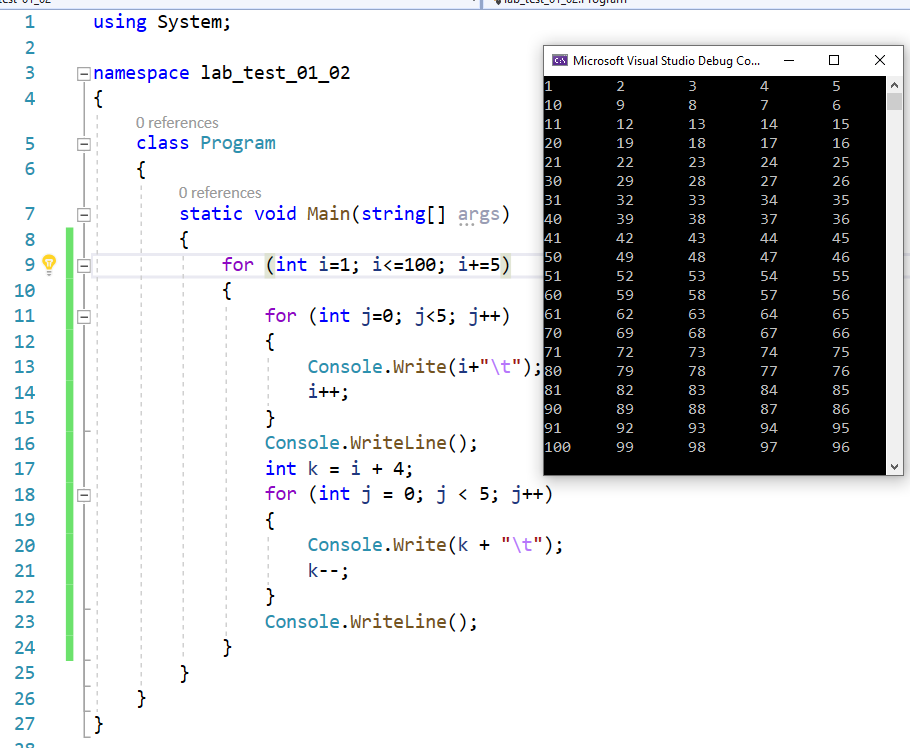 lab_test_01_02.Program
1 using System;
2
3 namespace lab_test_01_02
4 {
0 references
5 class Program
6 {
0 references
7 static void Main(string[] args)
8 {
9 for (int i=1; i<=100; i+=5)
10 {
11 for (int j=0; j<5; j++)
12 {
13 Console.Write(i+"\t");
14 i++;
15 }
16 Console.WriteLine();
17 int k = i + 4;
18 for (int j = 0; j < 5; j++)
19 {
20 Console.Write(k + "\t");
21 k--;
22 }
23 Console.WriteLine();
24 }
25 }
26 }
27 }
28
Microsoft Visual Studio Debug Co...
1 2 3 4 5
10 9 8 7 6
11 12 13 14 15
20 19 18 17 16
21 22 23 24 25
30 29 28 27 26
31 32 33 34 35
40 39 38 37 36
41 42 43 44 45
50 49 48 47 46
51 52 53 54 55
60 59 58 57 56
61 62 63 64 65
70 69 68 67 66
71 72 73 74 75
80 79 78 77 76
81 82 83 84 85
90 89 88 87 86
91 92 93 94 95
100 99 98 97 96